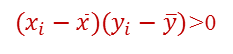 (xᵢ − x̄)(yᵢ − ȳ)>0